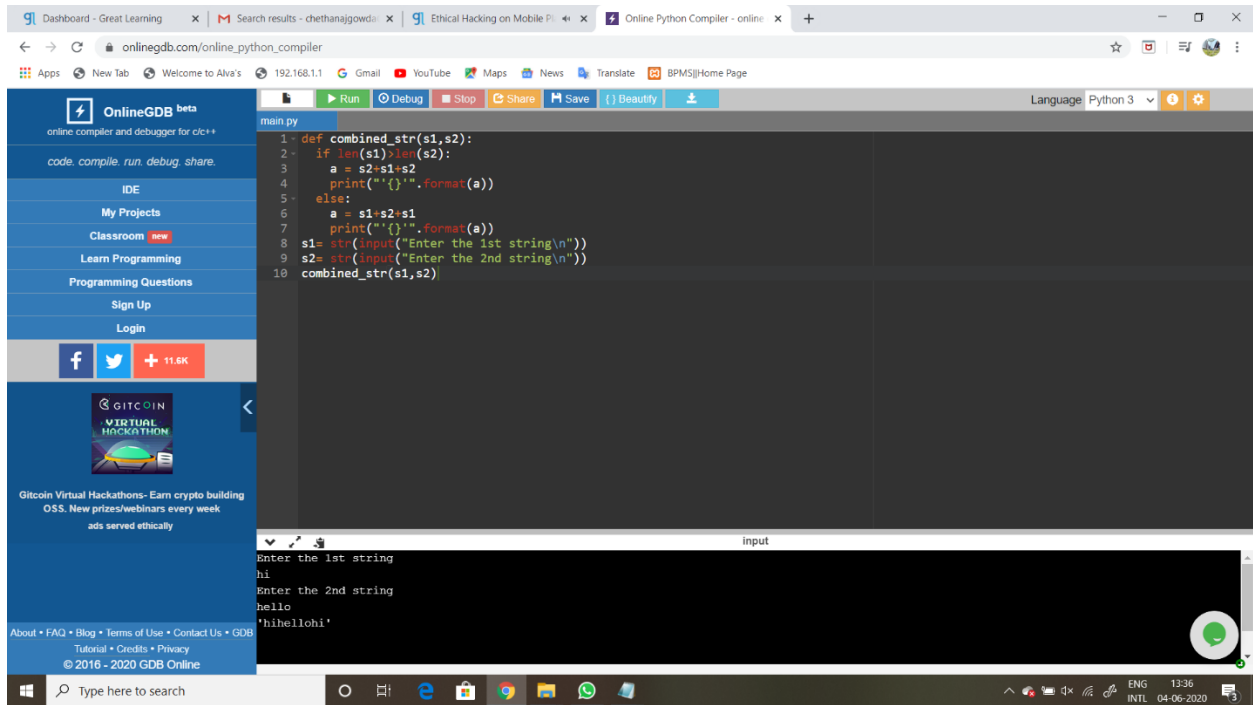 Dashboard - Great Learning
Search results - chethanajgowda
Ethical Hacking on Mobile Pl
Online Python Compiler - online
onlinegdb.com/online_python_compiler
Apps New Tab Welcome to Alva's 192.168.1.1 Gmail YouTube Maps News Translate BPMS||Home Page
OnlineGDB beta
online compiler and debugger for c/c++
code. compile. run. debug. share.
IDE
My Projects
Classroom new
Learn Programming
Programming Questions
Sign Up
Login
+ 11.6K
GITCOIN
VIRTUAL
HACKATHON
Gitcoin Virtual Hackathons- Earn crypto building
OSS. New prizes/webinars every week
ads served ethically
About • FAQ • Blog • Terms of Use • Contact Us • GDB
Tutorial • Credits • Privacy
© 2016 - 2020 GDB Online
Run Debug Stop Share Save {} Beautify
Language Python 3
main.py
1 def combined_str(s1,s2):
2 if len(s1)>len(s2):
3 a = s2+s1+s2
4 print("'{}'".format(a))
5 else:
6 a = s1+s2+s1
7 print("'{}'".format(a))
8 s1= str(input("Enter the 1st string\n"))
9 s2= str(input("Enter the 2nd string\n"))
10 combined_str(s1,s2)
input
Enter the 1st string
hi
Enter the 2nd string
hello
'hihellohi'
Type here to search
ENG
INTL
13:36
04-06-2020
3